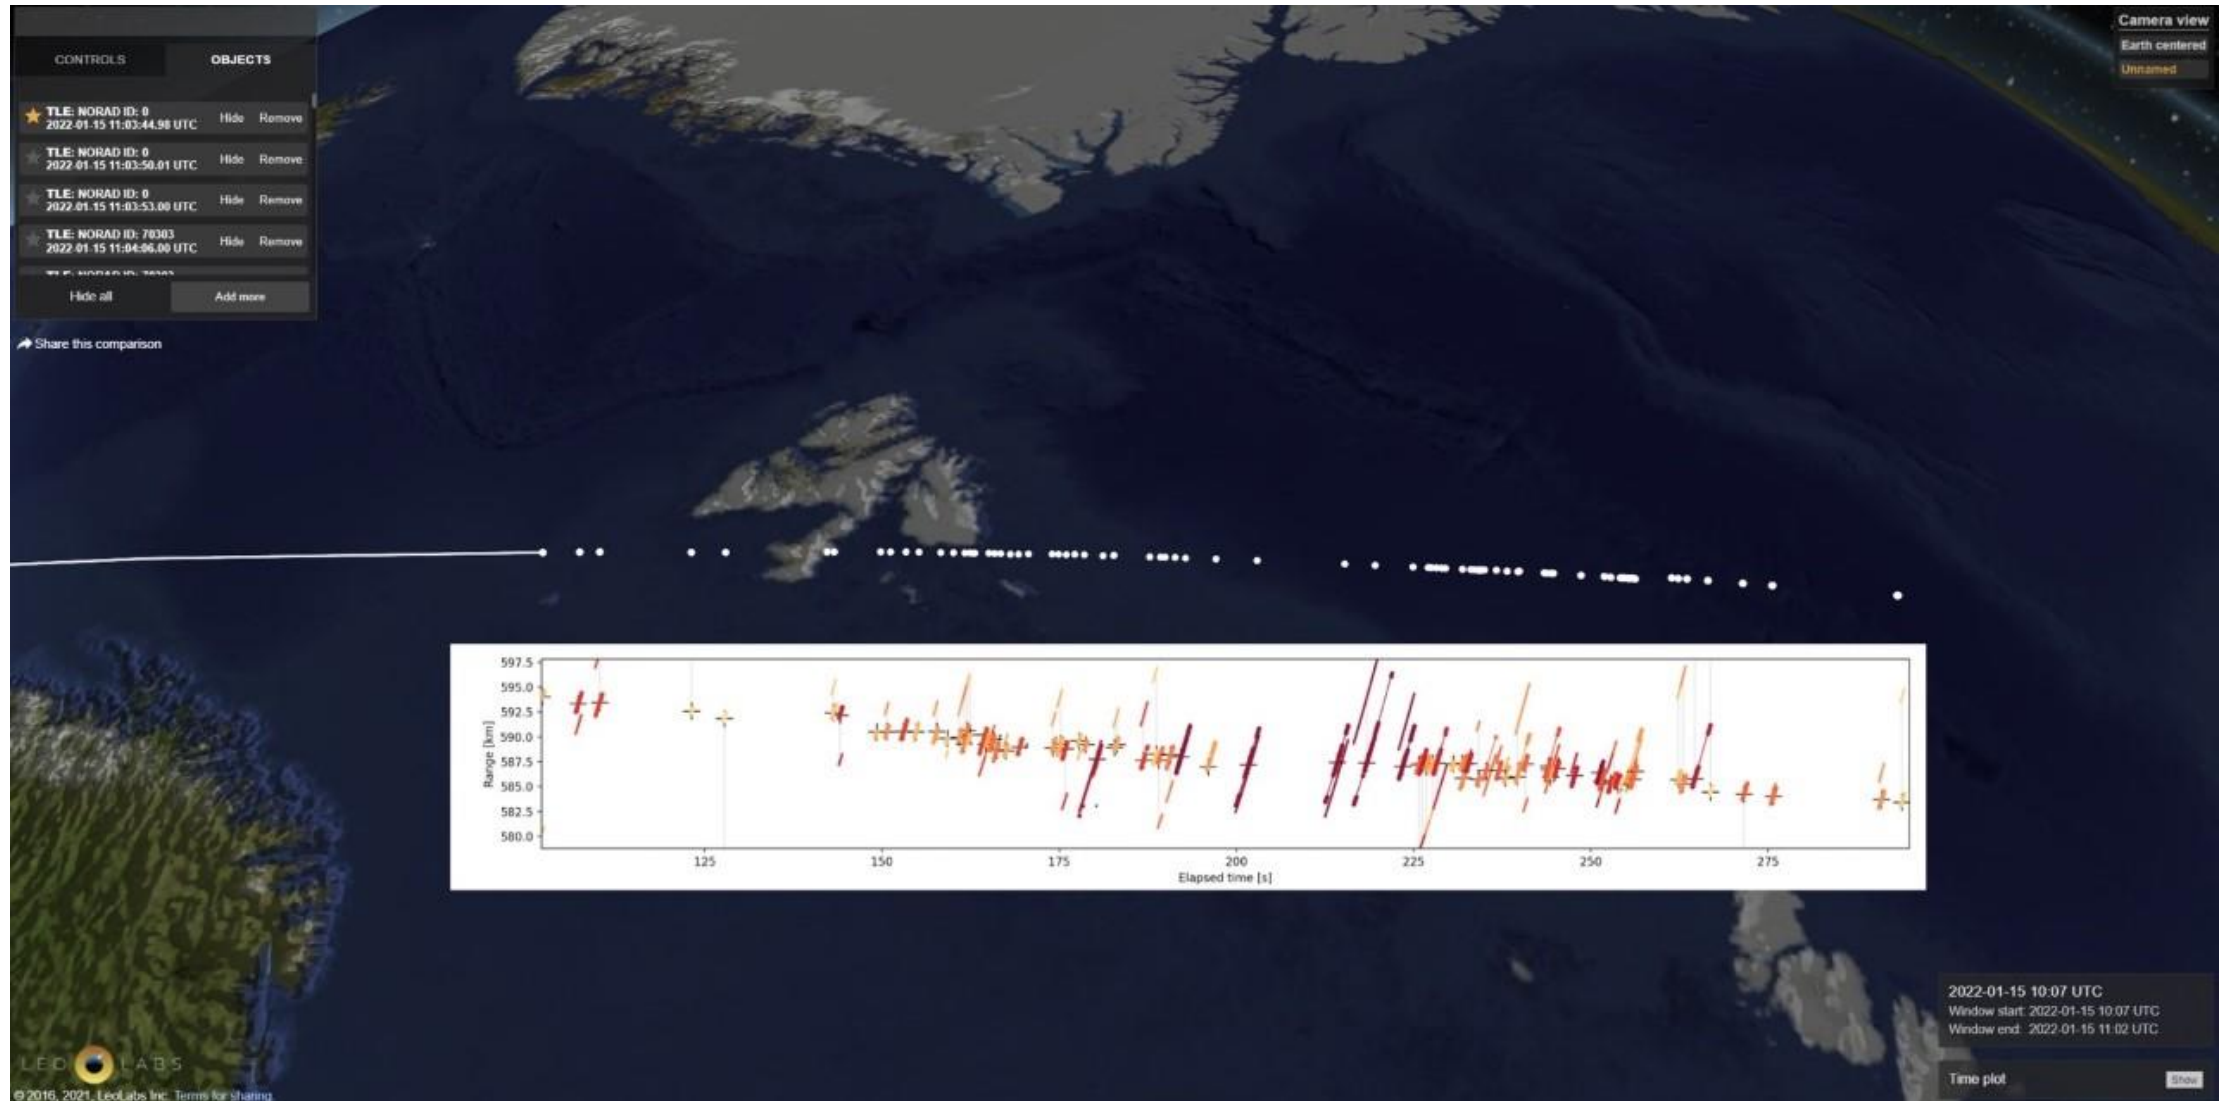 CONTROLS
OBJECTS
TLE: NORAD ID: 0
2022-01-15 11:03:44.98 UTC
Hide
Remove
TLE: NORAD ID: 0
2022-01-15 11:03:50.01 UTC
Hide
Remove
TLE: NORAD ID: 0
2022-01-15 11:03:53.00 UTC
Hide
Remove
TLE: NORAD ID: 70303
2022-01-15 11:04:06.00 UTC
Hide
Remove
Hide all
Add more
Share this comparison
Camera view
Earth centered
Unnamed
597.5
595.0
592.5
590.0
587.5
585.0
582.5
580.0
Range [km]
125
150
175
200
225
250
275
Elapsed time [s]
2022-01-15 10:07 UTC
Window start: 2022-01-15 10:07 UTC
Window end: 2022-01-15 11:02 UTC
Time plot
Show
LEO LABS
© 2016, 2021, LeoLabs Inc. Terms for sharing.